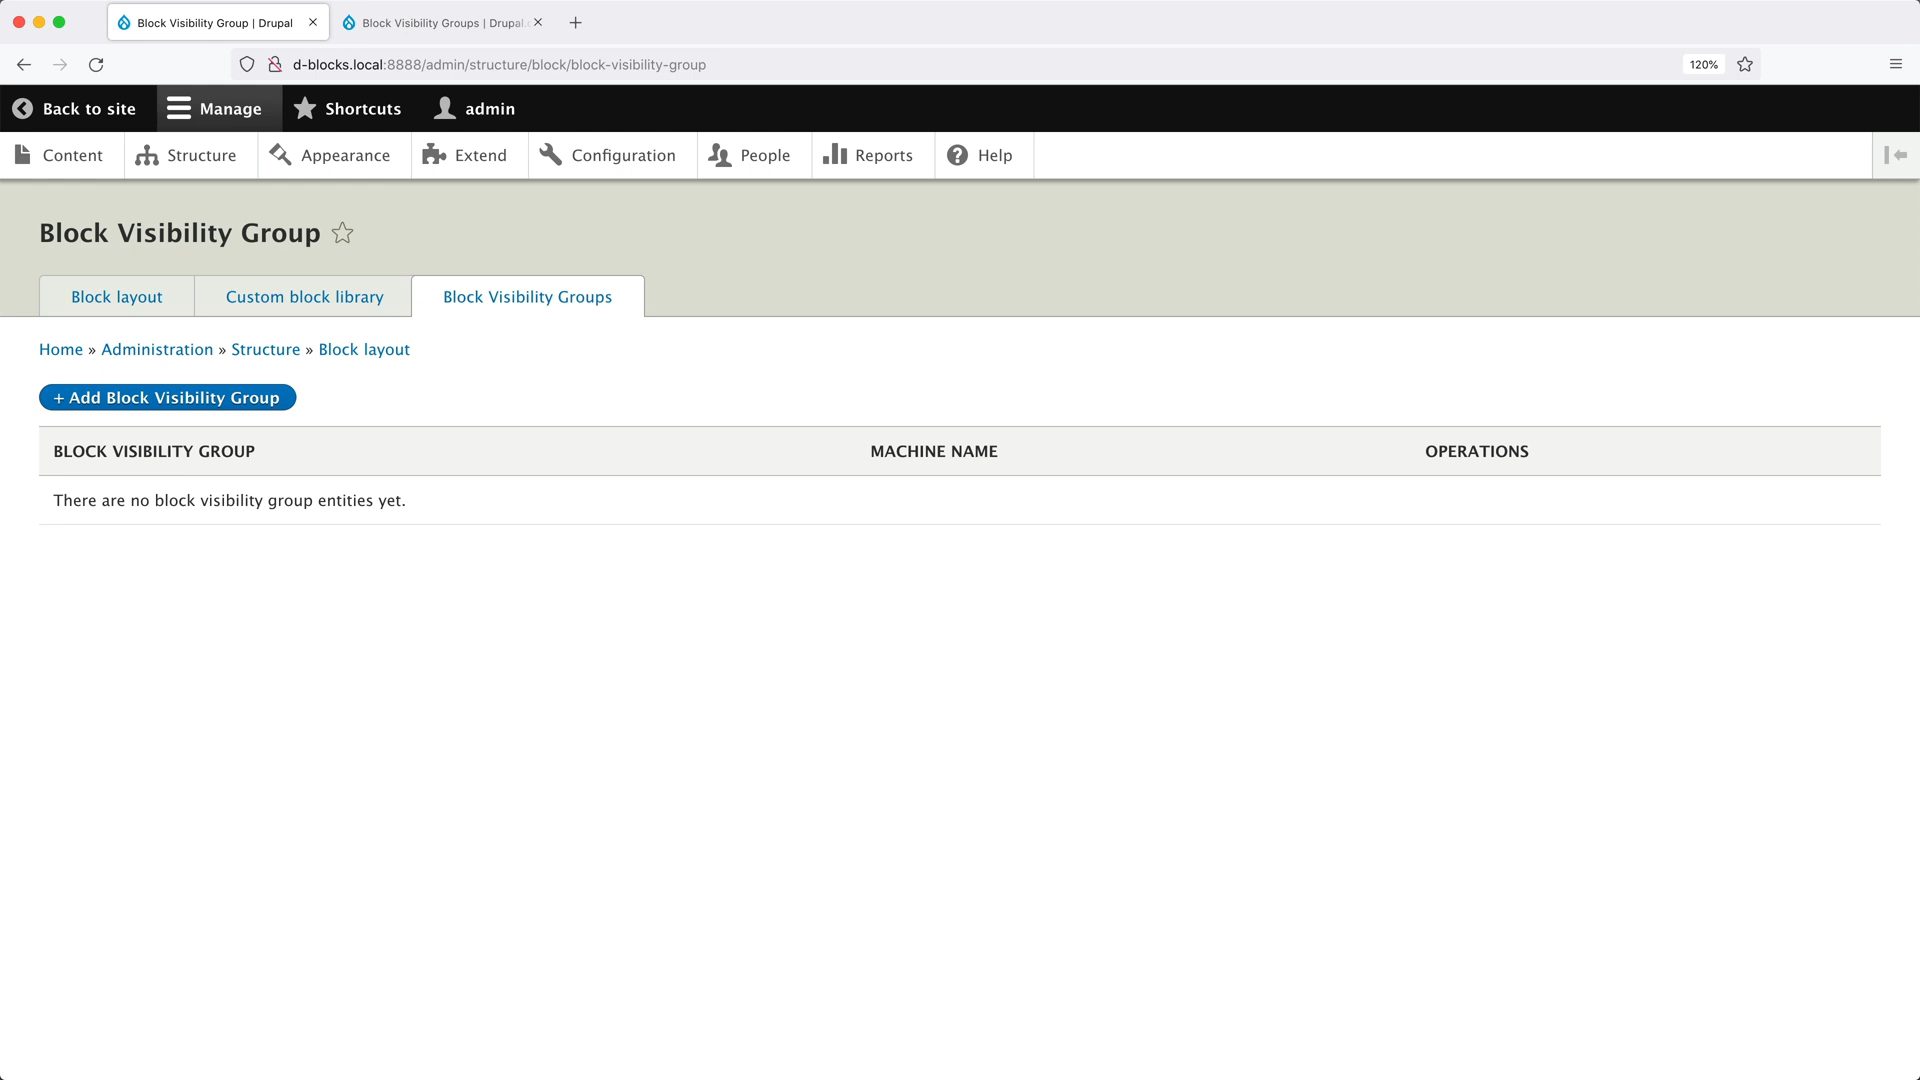 Block Visibility Group | Drupal
Block Visibility Groups | Drupal.
d-blocks.local:8888/admin/structure/block/block-visibility-group
120%
Back to site
Manage
Shortcuts
admin
Content
Structure
Appearance
Extend
Configuration
People
Reports
Help
Block Visibility Group
Block layout
Custom block library
Block Visibility Groups
Home » Administration » Structure » Block layout
+ Add Block Visibility Group
BLOCK VISIBILITY GROUP MACHINE NAME OPERATIONS
There are no block visibility group entities yet.